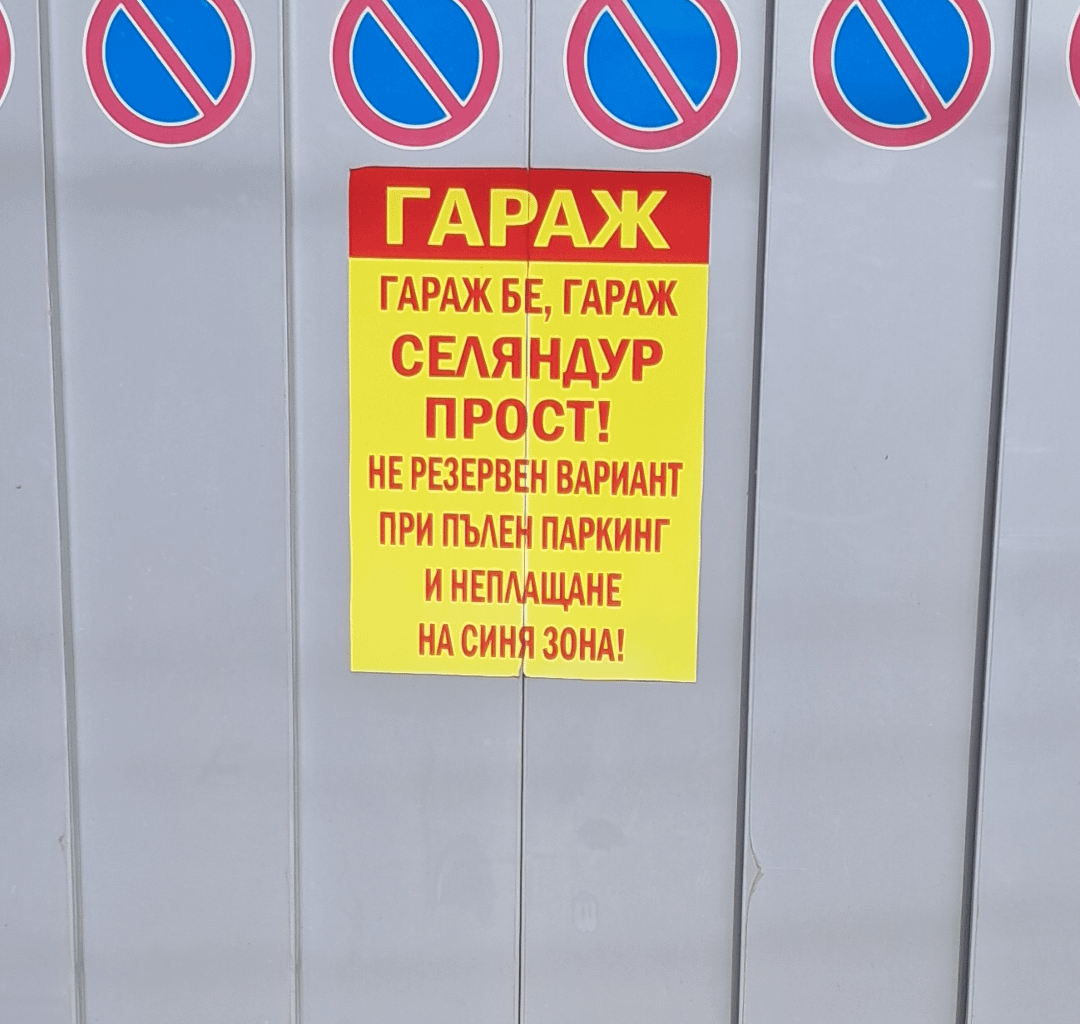 ГАРАЖ
ГАРАЖ БЕ, ГАРАЖ
СЕЛЯНДУР
ПРОСТ!
НЕ РЕЗЕРВЕН ВАРИАНТ
ПРИ ПЪЛЕН ПАРКИНГ
И НЕПЛАЩАНЕ
НА СИНЯ ЗОНА!